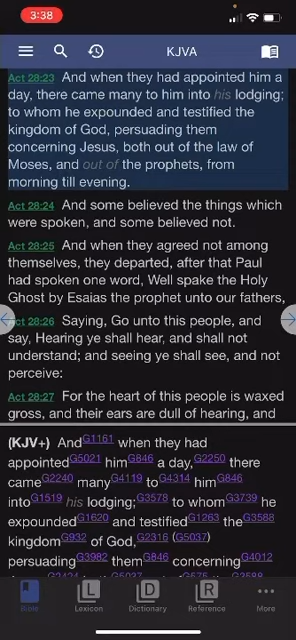 3:38
KJVA
Act 28:23 And when they had appointed him a
day, there came many to him into his lodging;
to whom he expounded and testified the
kingdom of God, persuading them
concerning Jesus, both out of the law of
Moses, and out of the prophets, from
morning till evening.
Act 28:24 And some believed the things which
were spoken, and some believed not.
Act 28:25 And when they agreed not among
themselves, they departed, after that Paul
had spoken one word, Well spake the Holy
Ghost by Esaias the prophet unto our fathers,
Act 28:26 Saying, Go unto this people, and
say, Hearing ye shall hear, and shall not
understand; and seeing ye shall see, and not
perceive:
Act 28:27 For the heart of this people is waxed
gross, and their ears are dull of hearing, and
(KJV+) AndG1161 when they had
appointedG5021 himG846 a day,G2250 there
cameG2240 manyG4119 toG4314 himG846
intoG1519 his lodging;G3578 to whomG3739 he
expoundedG1620 and testifiedG1263 theG3588
kingdomG932 of God,G2316 (G5037)
persuadingG3982 themG846 concerningG4012
Bible
L
Lexicon
D
Dictionary
R
Reference
More